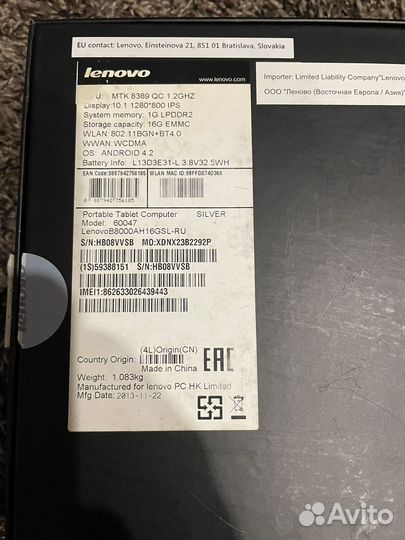 EU contact: Lenovo, Einsteinova 21, 851 01 Bratislava, Slovakia
lenovo
www.lenovo.com
Importer: Limited Liability Company"Lenovo
ООО "Леново (Восточная Европа / Азия)"
CPU: MTK 8389 QC 1.2GHZ
Display:10.1 1280*800 IPS
System memory: 1G LPDDR2
Storage capacity: 16G EMMC
WLAN: 802.11BGN+BT4.0
WWAN: WCDMA
OS: ANDROID 4.2
Battery Info: L13D3E31-L 3.8V32.5WH
EAN Code:0887942756185
WLAN MAC ID:98FFD074D368
0 887942 756185
Portable Tablet Computer SILVER
Model: 60047
LenovoB8000AH16GSL-RU
S/N:HB08VVSB MO:XDNX23B2292P
(1S)59388151 S/N:HB08VVSB
IMEI1:862633026439443
(4L)Origin(CN)
Country Origin:
Made in China
EAC
Weight: 1.083kg
Manufactured for lenovo PC HK Limited
Mfg Date: 2013-11-22
Avito